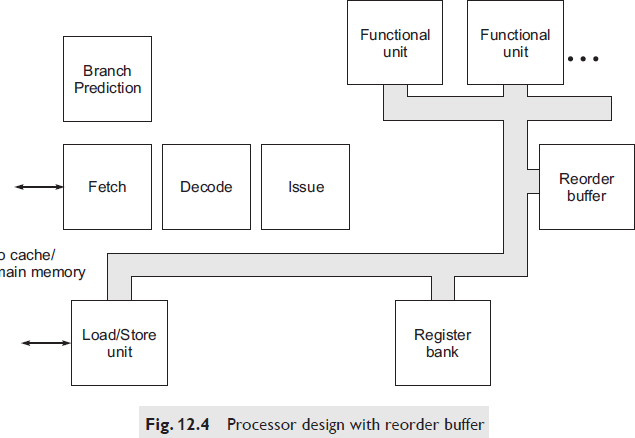 Functional
unit
Functional
unit
...
Branch
Prediction
Fetch
Decode
Issue
Reorder
buffer
o cache/
main memory
Load/Store
unit
Register
bank
Fig. 12.4 Processor design with reorder buffer